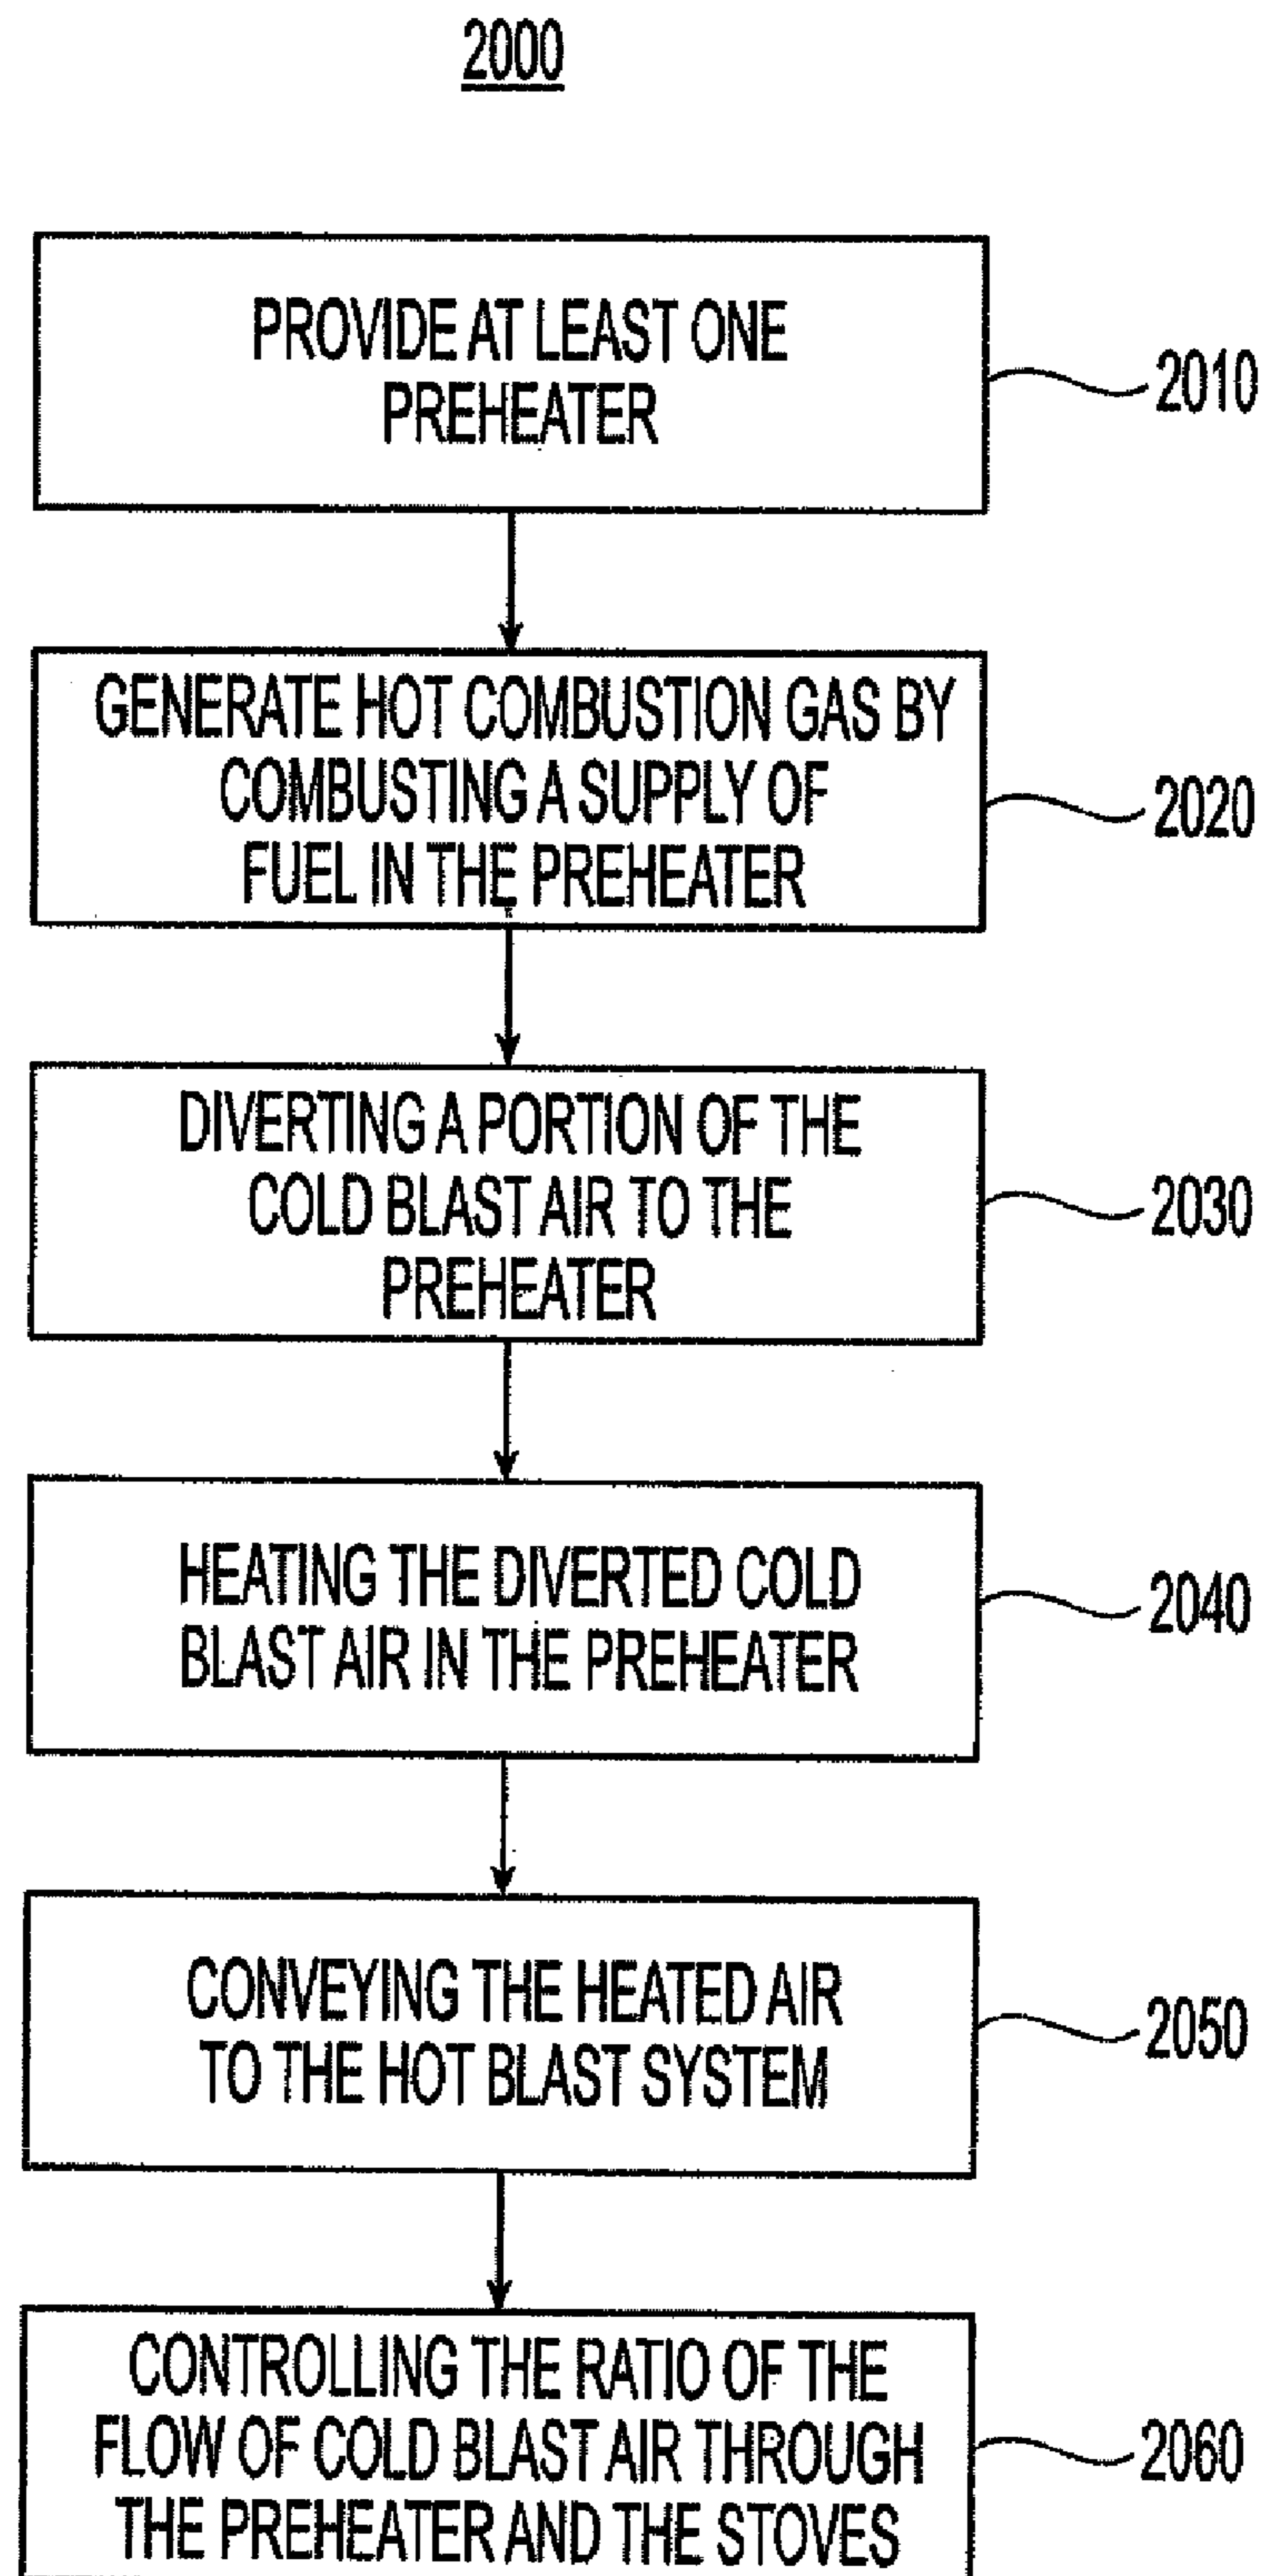 2000
PROVIDE AT LEAST ONE
PREHEATER
2010
GENERATE HOT COMBUSTION GAS BY
COMBUSTING A SUPPLY OF
FUEL IN THE PREHEATER
2020
DIVERTING A PORTION OF THE
COLD BLAST AIR TO THE
PREHEATER
2030
HEATING THE DIVERTED COLD
BLAST AIR IN THE PREHEATER
2040
CONVEYING THE HEATED AIR
TO THE HOT BLAST SYSTEM
2050
CONTROLLING THE RATIO OF THE
FLOW OF COLD BLAST AIR THROUGH
THE PREHEATER AND THE STOVES
2060